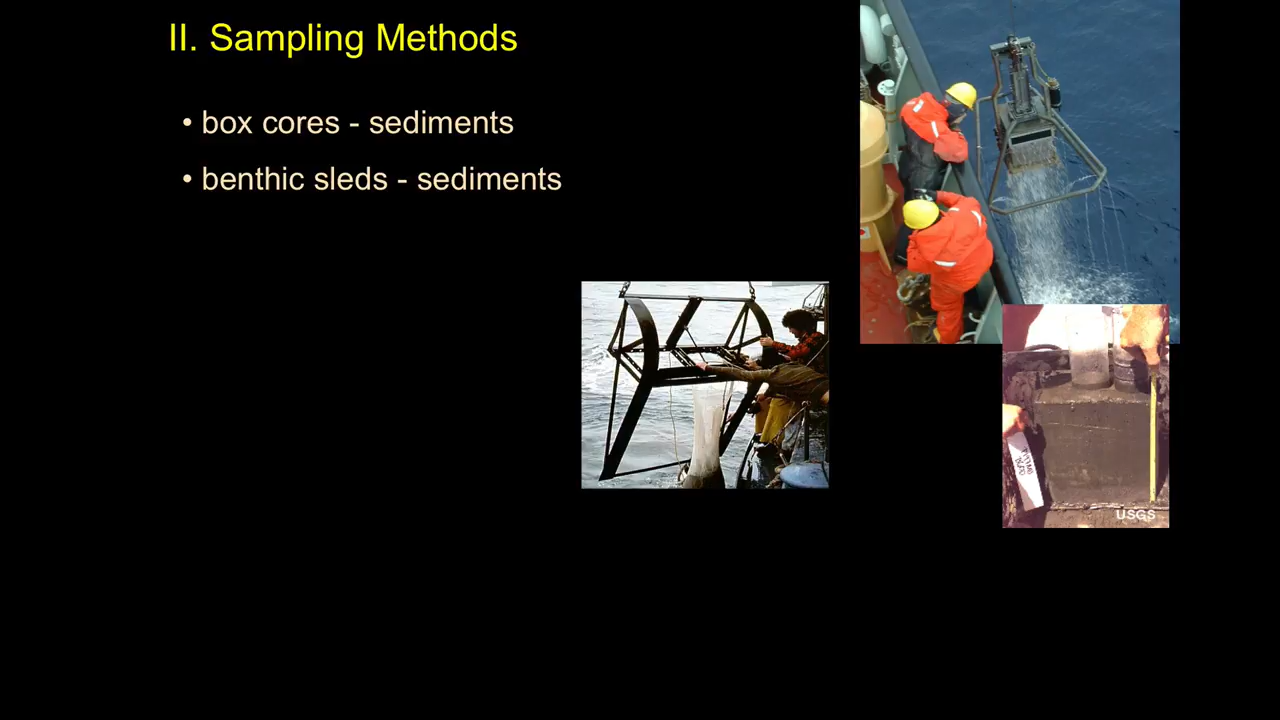 II. Sampling Methods
• box cores - sediments
• benthic sleds - sediments
USGS